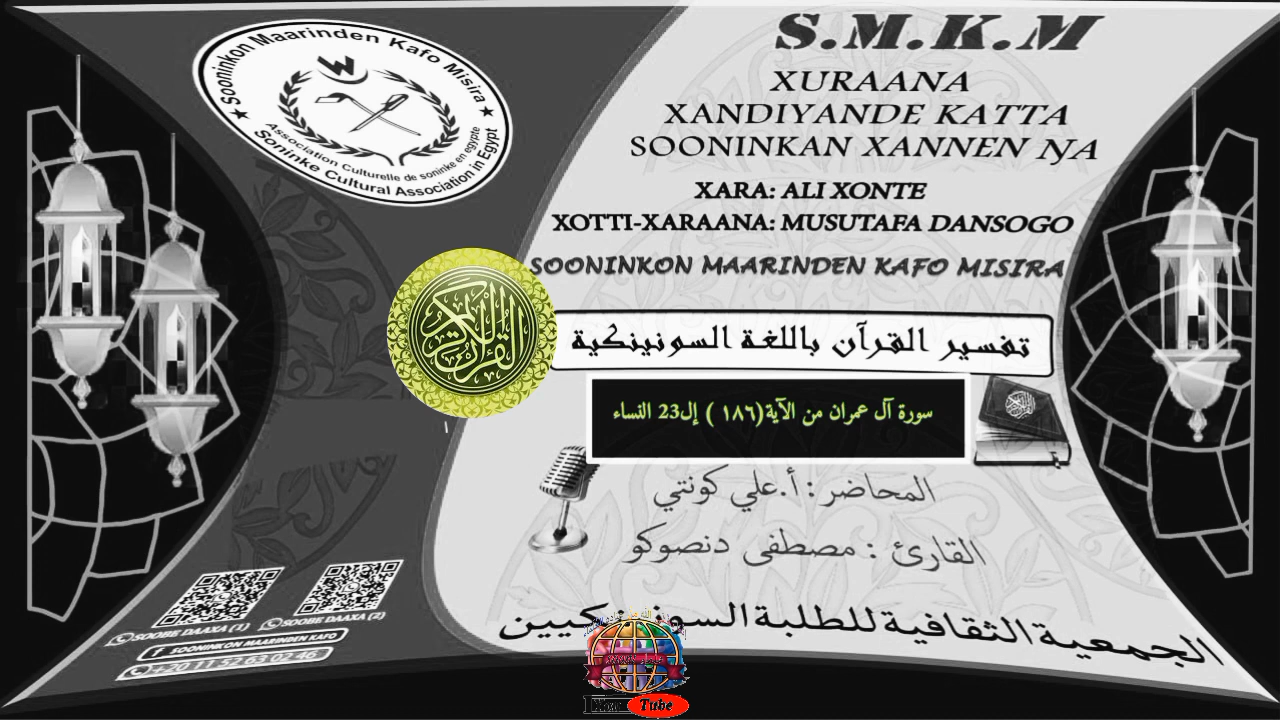 S.M.K.M
XURAANA
XANDIYANDE KATTA
SOONINKAN XANNEN ŊA
XARA: ALI XONTE
XOTTI-XARAANA: MUSUTAFA DANSOGO
SOONINKON MAARINDEN KAFO MISIRA
Sooninkon Maarinden Kafo Misira
W
Association Culturelle de soninke en egypte
Soninke Cultural Association in Egypt
القرآن الكريم
تفسير القرآن باللغة السونينكية
سورة آل عمران من الآية(١٨٦ ) إل23 النساء
المحاضر : أ.علي كونتي
القارئ : مصطفى دنصوكو
الجمعية الثقافية للطلبة السونينكيين
SOOBE DAAXA (1)
SOOBE DAAXA (2)
f SOONINKON MAARINDEN KAFO
+20 11 52 63 02 46
Tube